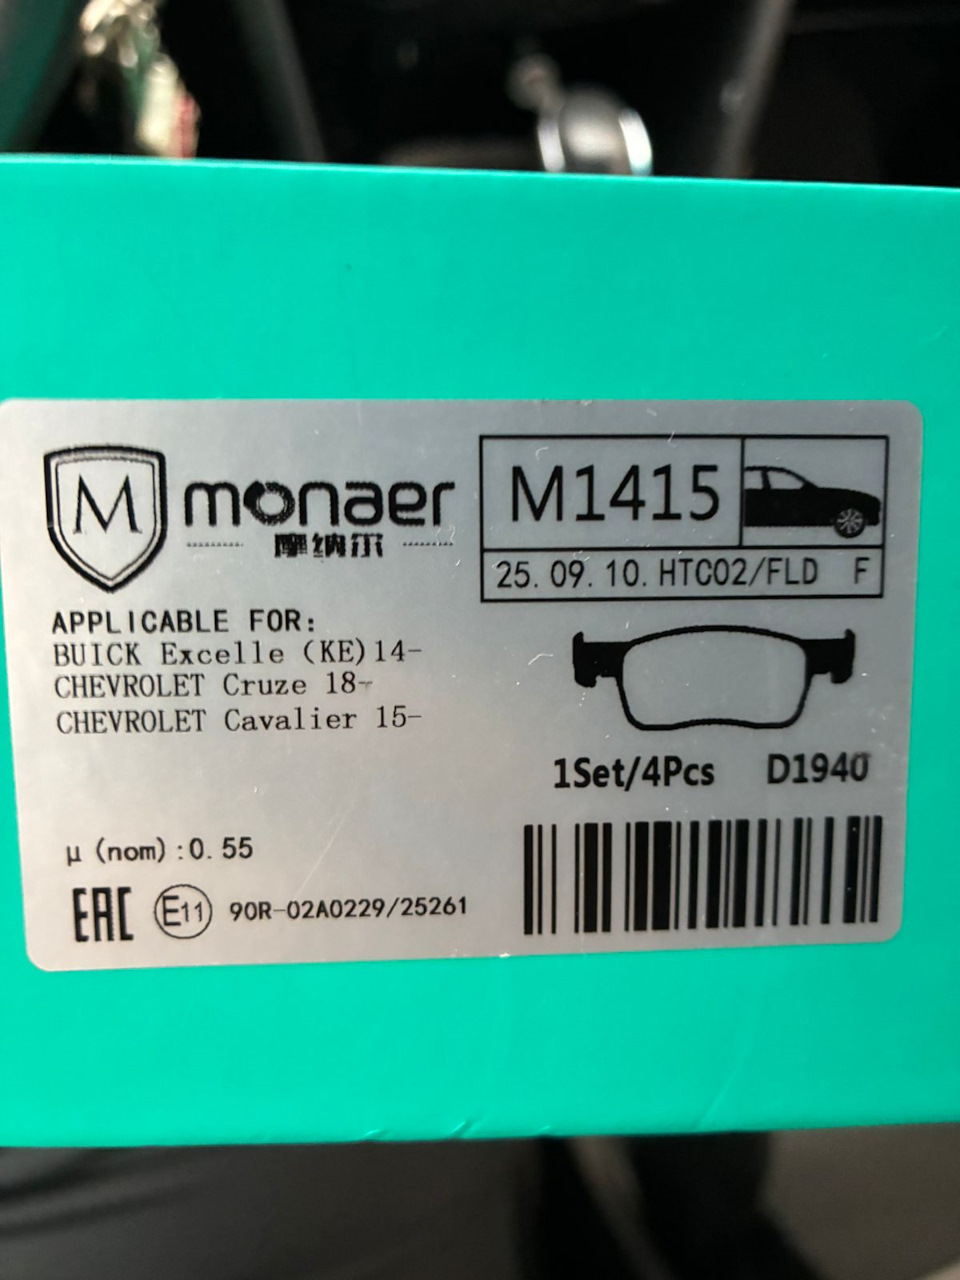 M
monaer
摩纳尔
M1415
25. 09. 10. HTC02/FLD F
APPLICABLE FOR:
BUICK Excelle (KE)14-
CHEVROLET Cruze 18-
CHEVROLET Cavalier 15-
1Set/4Pcs D1940
μ (nom) :0. 55
EAC E11 90R-02A0229/25261